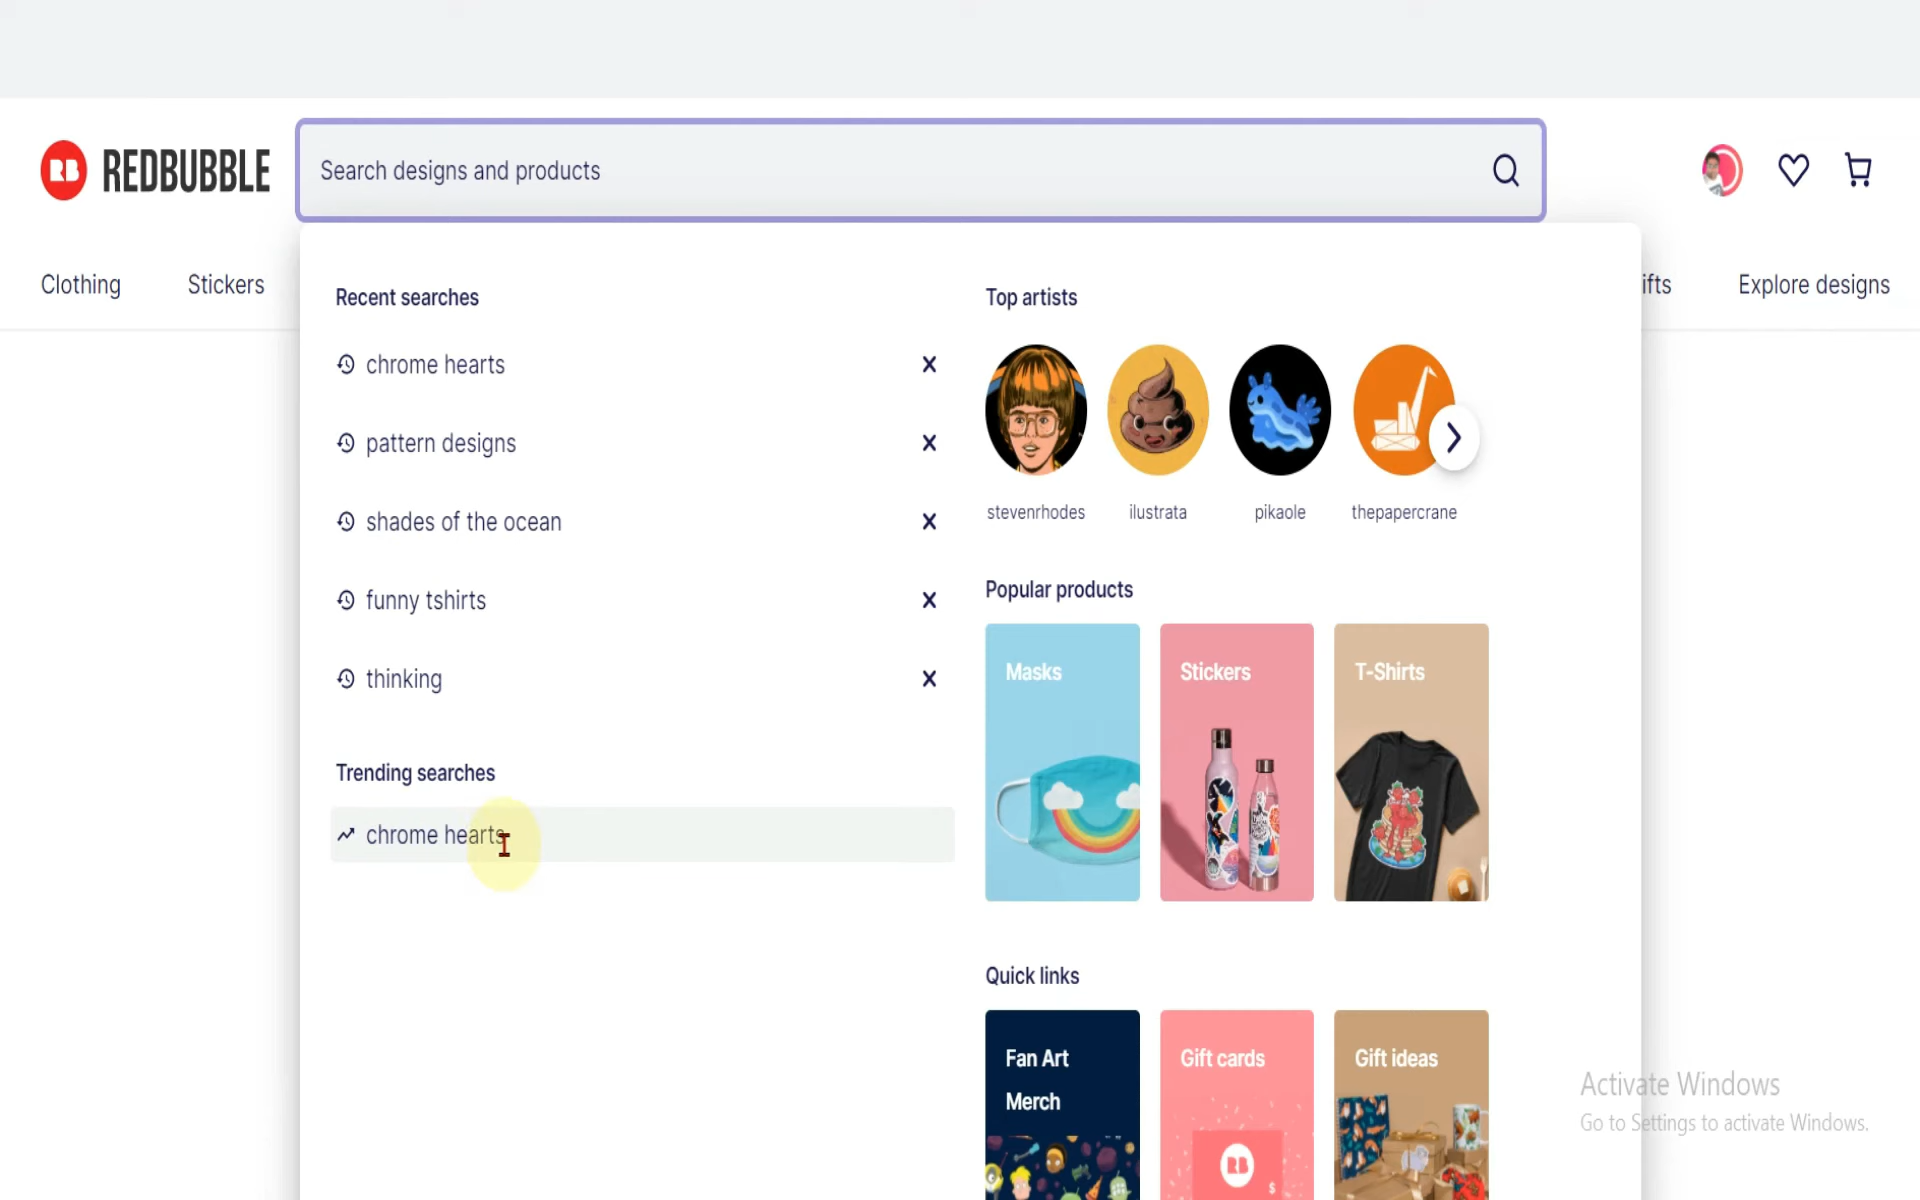 RB REDBUBBLE
Search designs and products
Clothing
Stickers
ifts
Explore designs
Recent searches
chrome hearts
pattern designs
shades of the ocean
funny tshirts
thinking
Trending searches
chrome hearts
Top artists
stevenrhodes
ilustrata
pikaole
thepapercrane
Popular products
Masks
Stickers
T-Shirts
Quick links
Fan Art
Merch
Gift cards
RB
$
Gift ideas
Activate Windows
Go to Settings to activate Windows.